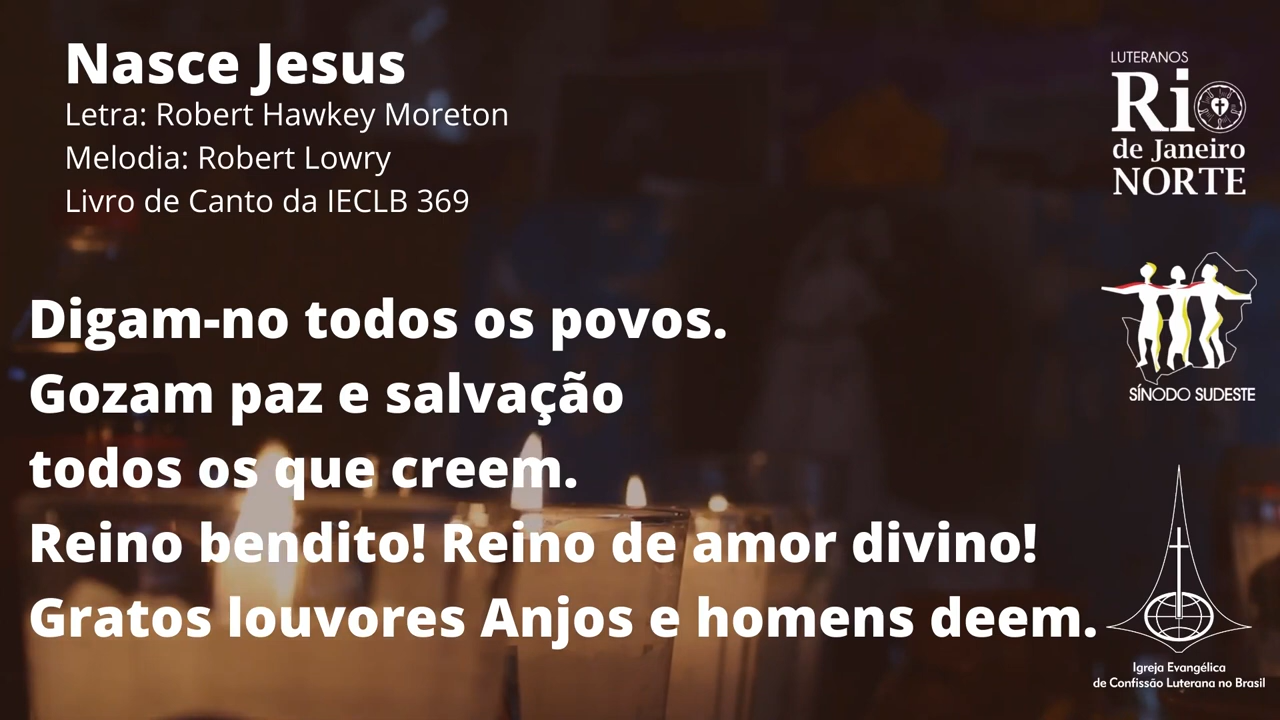 Nasce Jesus
Letra: Robert Hawkey Moreton
Melodia: Robert Lowry
Livro de Canto da IECLB 369
Digam-no todos os povos.
Gozam paz e salvação
todos os que creem.
Reino bendito! Reino de amor divino!
Gratos louvores Anjos e homens deem.
LUTERANOS
Rio
de Janeiro
NORTE
SÍNODO SUDESTE
Igreja Evangélica
de Confissão Luterana no Brasil